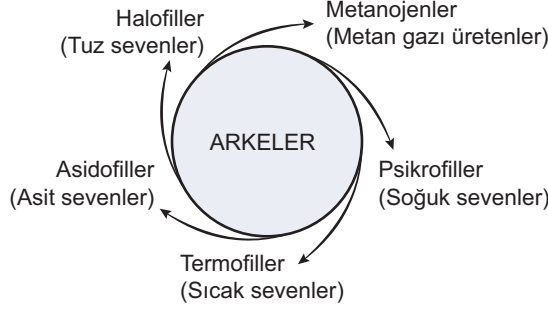 Halofiller
(Tuz sevenler)
Metanojenler
(Metan gazı üretenler)
ARKELER
Asidofiller
(Asit sevenler)
Psikrofiller
(Soğuk sevenler)
Termofiller
(Sıcak sevenler)